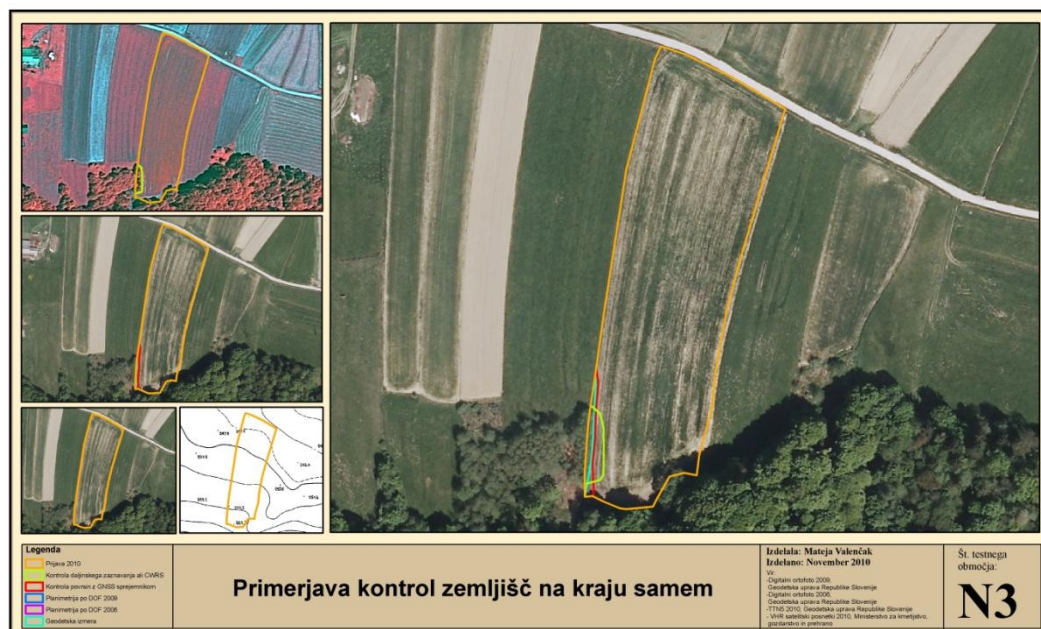 Legenda
Prijava 2010
Kontrola daljinskega zaznavanja ali CWRS
Kontrola površin z GNSS sprejemnikom
Planimetrija po DOF 2009
Planimetrija po DOF 2006
Geodetska izmera
Primerjava kontrol zemljišč na kraju samem
Izdelala: Mateja Valenčak
Izdelano: November 2010
Vir:
-Digitalni ortofoto 2009,
Geodetska uprava Republike Slovenije
-Digitalni ortofoto 2006,
Geodetska uprava Republike Slovenije
-TTN5 2010, Geodetska uprava Republike Slovenije
- VHR satelitski posnetki 2010, Ministrstvo za kmetijstvo,
gozdarstvo in prehrano
Št. testnega
območja:
N3